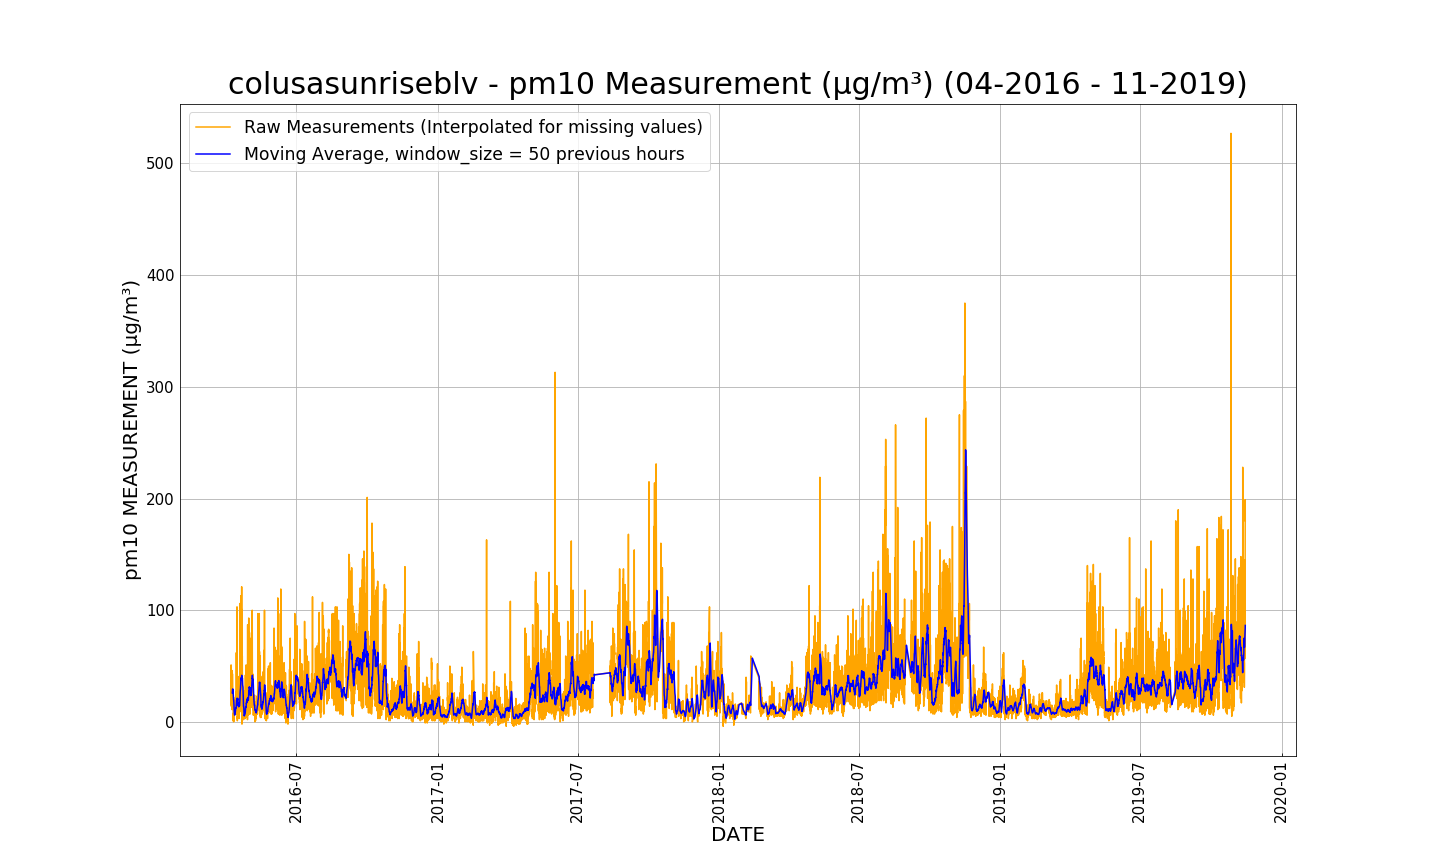 colusasunriseblv - pm10 Measurement (μg/m³) (04-2016 - 11-2019)
Raw Measurements (Interpolated for missing values)
Moving Average, window_size = 50 previous hours
pm10 MEASUREMENT (μg/m³)
500
400
300
200
100
0
2016-07
2017-01
2017-07
2018-01
2018-07
2019-01
2019-07
2020-01
DATE